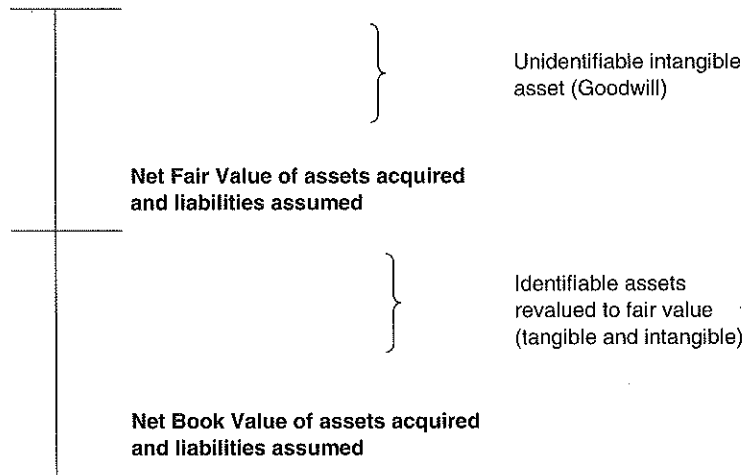 Unidentifiable intangible
asset (Goodwill)
Net Fair Value of assets acquired
and liabilities assumed
Identifiable assets
revalued to fair value
(tangible and intangible)
Net Book Value of assets acquired
and liabilities assumed